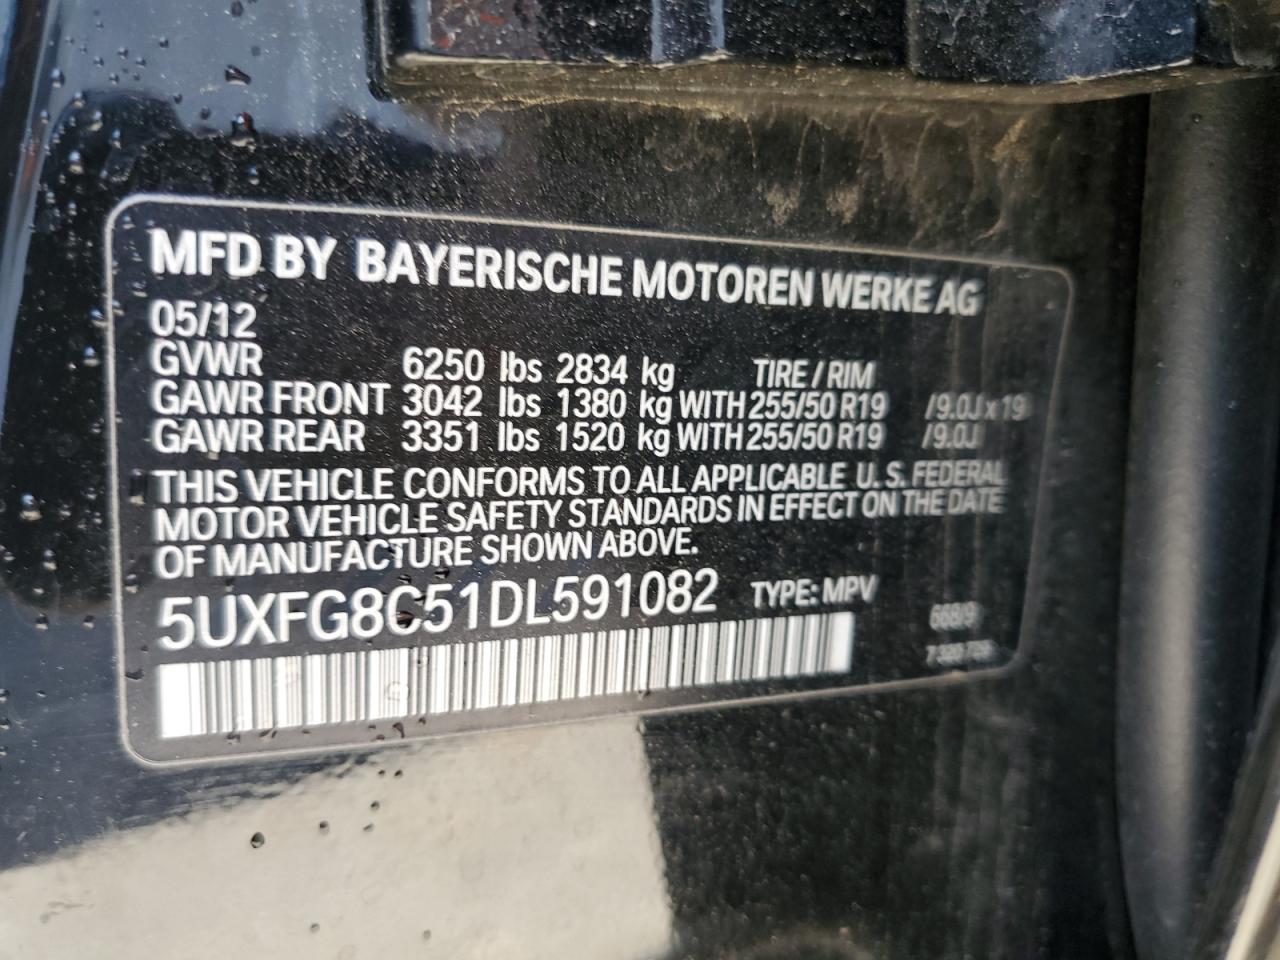 MFD BY BAYERISCHE MOTOREN WERKE AG
05/12
GVWR 6250 lbs 2834 kg TIRE / RIM
GAWR FRONT 3042 lbs 1380 kg WITH 255/50 R19 /9.0J x 19
GAWR REAR 3351 lbs 1520 kg WITH 255/50 R19 /9.0J
THIS VEHICLE CONFORMS TO ALL APPLICABLE U. S. FEDERAL
MOTOR VEHICLE SAFETY STANDARDS IN EFFECT ON THE DATE
OF MANUFACTURE SHOWN ABOVE.
5UXFG8C51DL591082 TYPE: MPV
668/9